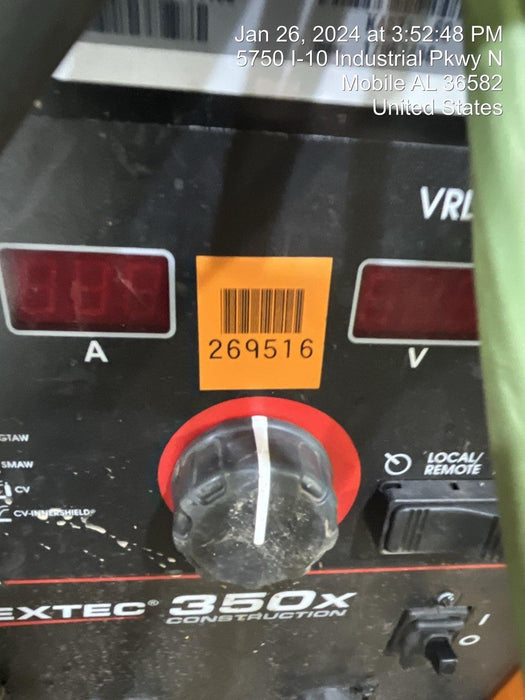 Jan 26, 2024 at 3:52:48 PM
5750 I-10 Industrial Pkwy N
Mobile AL 36582
United States
269516
A
V
GTAW
SMAW
CV
CV-INNERSHIELD®
LOCAL/
REMOTE
EXTEC® 350X
CONSTRUCTION
I
O